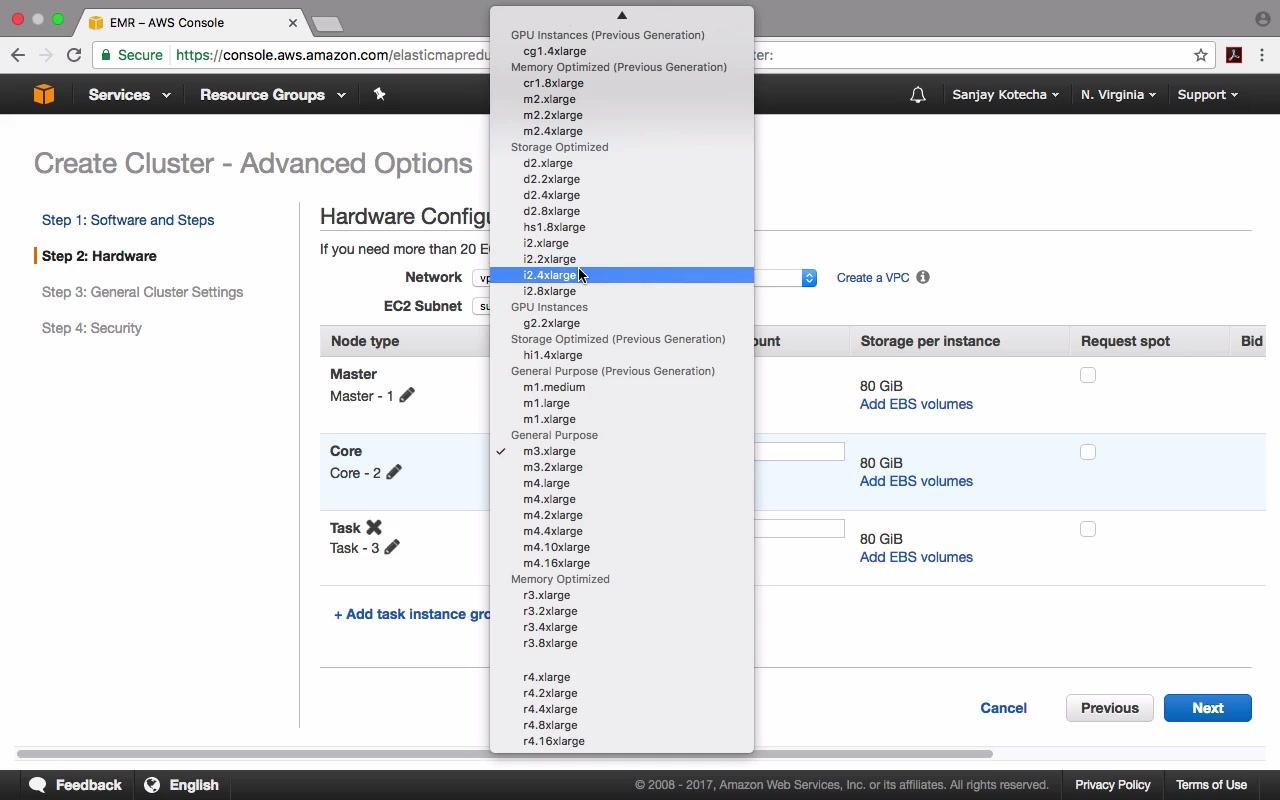 EMR – AWS Console
Secure
https://console.aws.amazon.com/elasticmapredu
ter:
Services
Resource Groups
Sanjay Kotecha
N. Virginia
Support
Create Cluster - Advanced Options
Step 1: Software and Steps
Step 2: Hardware
Step 3: General Cluster Settings
Step 4: Security
Hardware Configu
If you need more than 20 E
Network
vp
Create a VPC
EC2 Subnet
su
Node type
ount
Storage per instance
Request spot
Bid
Master
Master - 1
80 GiB
Add EBS volumes
Core
Core - 2
80 GiB
Add EBS volumes
Task
Task - 3
80 GiB
Add EBS volumes
+ Add task instance gro
GPU Instances (Previous Generation)
cg1.4xlarge
Memory Optimized (Previous Generation)
cr1.8xlarge
m2.xlarge
m2.2xlarge
m2.4xlarge
Storage Optimized
d2.xlarge
d2.2xlarge
d2.4xlarge
d2.8xlarge
hs1.8xlarge
i2.xlarge
i2.2xlarge
i2.4xlarge
i2.8xlarge
GPU Instances
g2.2xlarge
Storage Optimized (Previous Generation)
hi1.4xlarge
General Purpose (Previous Generation)
m1.medium
m1.large
m1.xlarge
General Purpose
m3.xlarge
m3.2xlarge
m4.large
m4.xlarge
m4.2xlarge
m4.4xlarge
m4.10xlarge
m4.16xlarge
Memory Optimized
r3.xlarge
r3.2xlarge
r3.4xlarge
r3.8xlarge
r4.xlarge
r4.2xlarge
r4.4xlarge
r4.8xlarge
r4.16xlarge
Cancel
Previous
Next
Feedback
English
© 2008 - 2017, Amazon Web Services, Inc. or its affiliates. All rights reserved.
Privacy Policy
Terms of Use